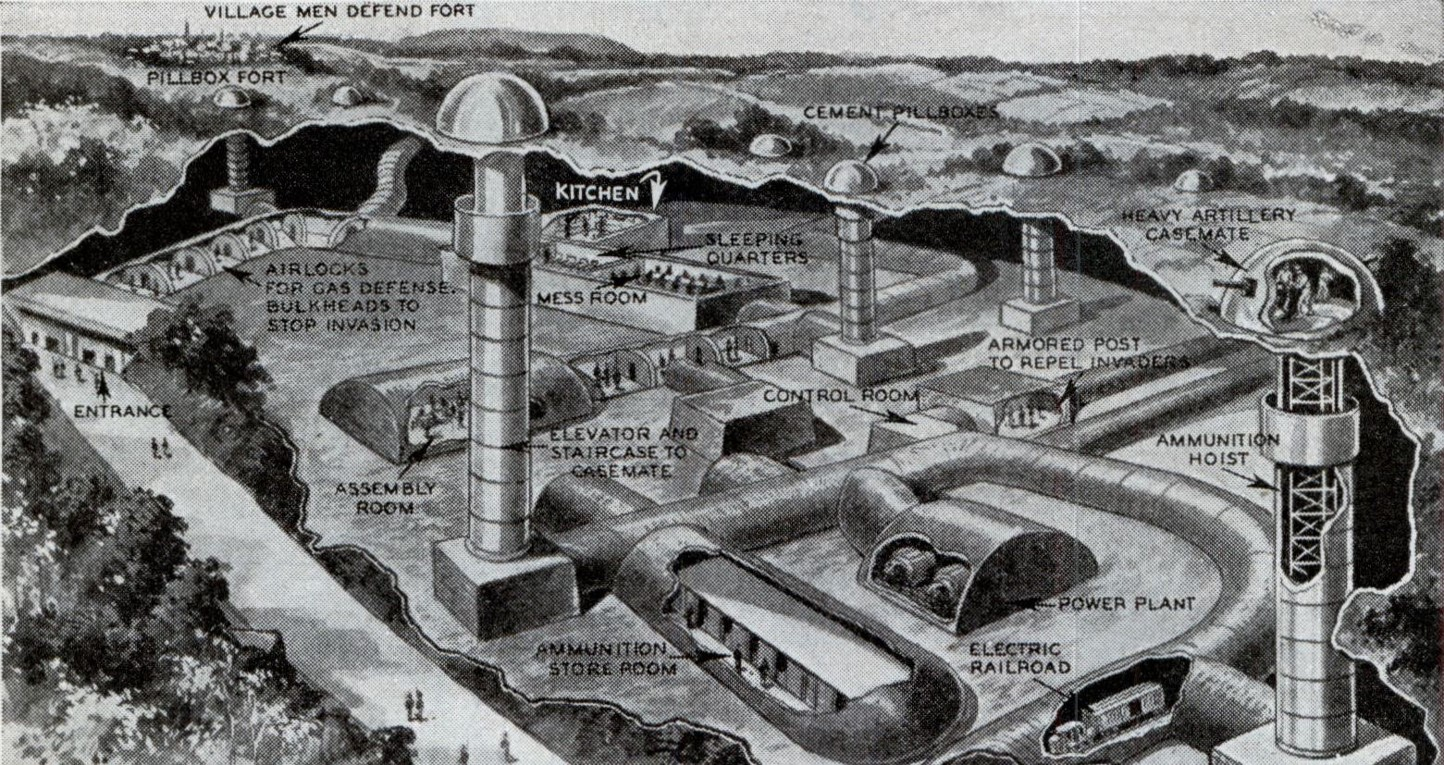 VILLAGE MEN DEFEND FORT
PILLBOX FORT
CEMENT PILLBOXES
KITCHEN
HEAVY ARTILLERY
CASEMATE
SLEEPING
QUARTERS
AIRLOCKS
FOR GAS DEFENSE.
BULKHEADS TO
STOP INVASION
MESS ROOM
ARMORED POST
TO REPEL INVADERS
ENTRANCE
CONTROL ROOM
ELEVATOR AND
STAIRCASE TO
CASEMATE
AMMUNITION
HOIST
ASSEMBLY
ROOM
POWER PLANT
AMMUNITION
STORE ROOM
ELECTRIC
RAILROAD